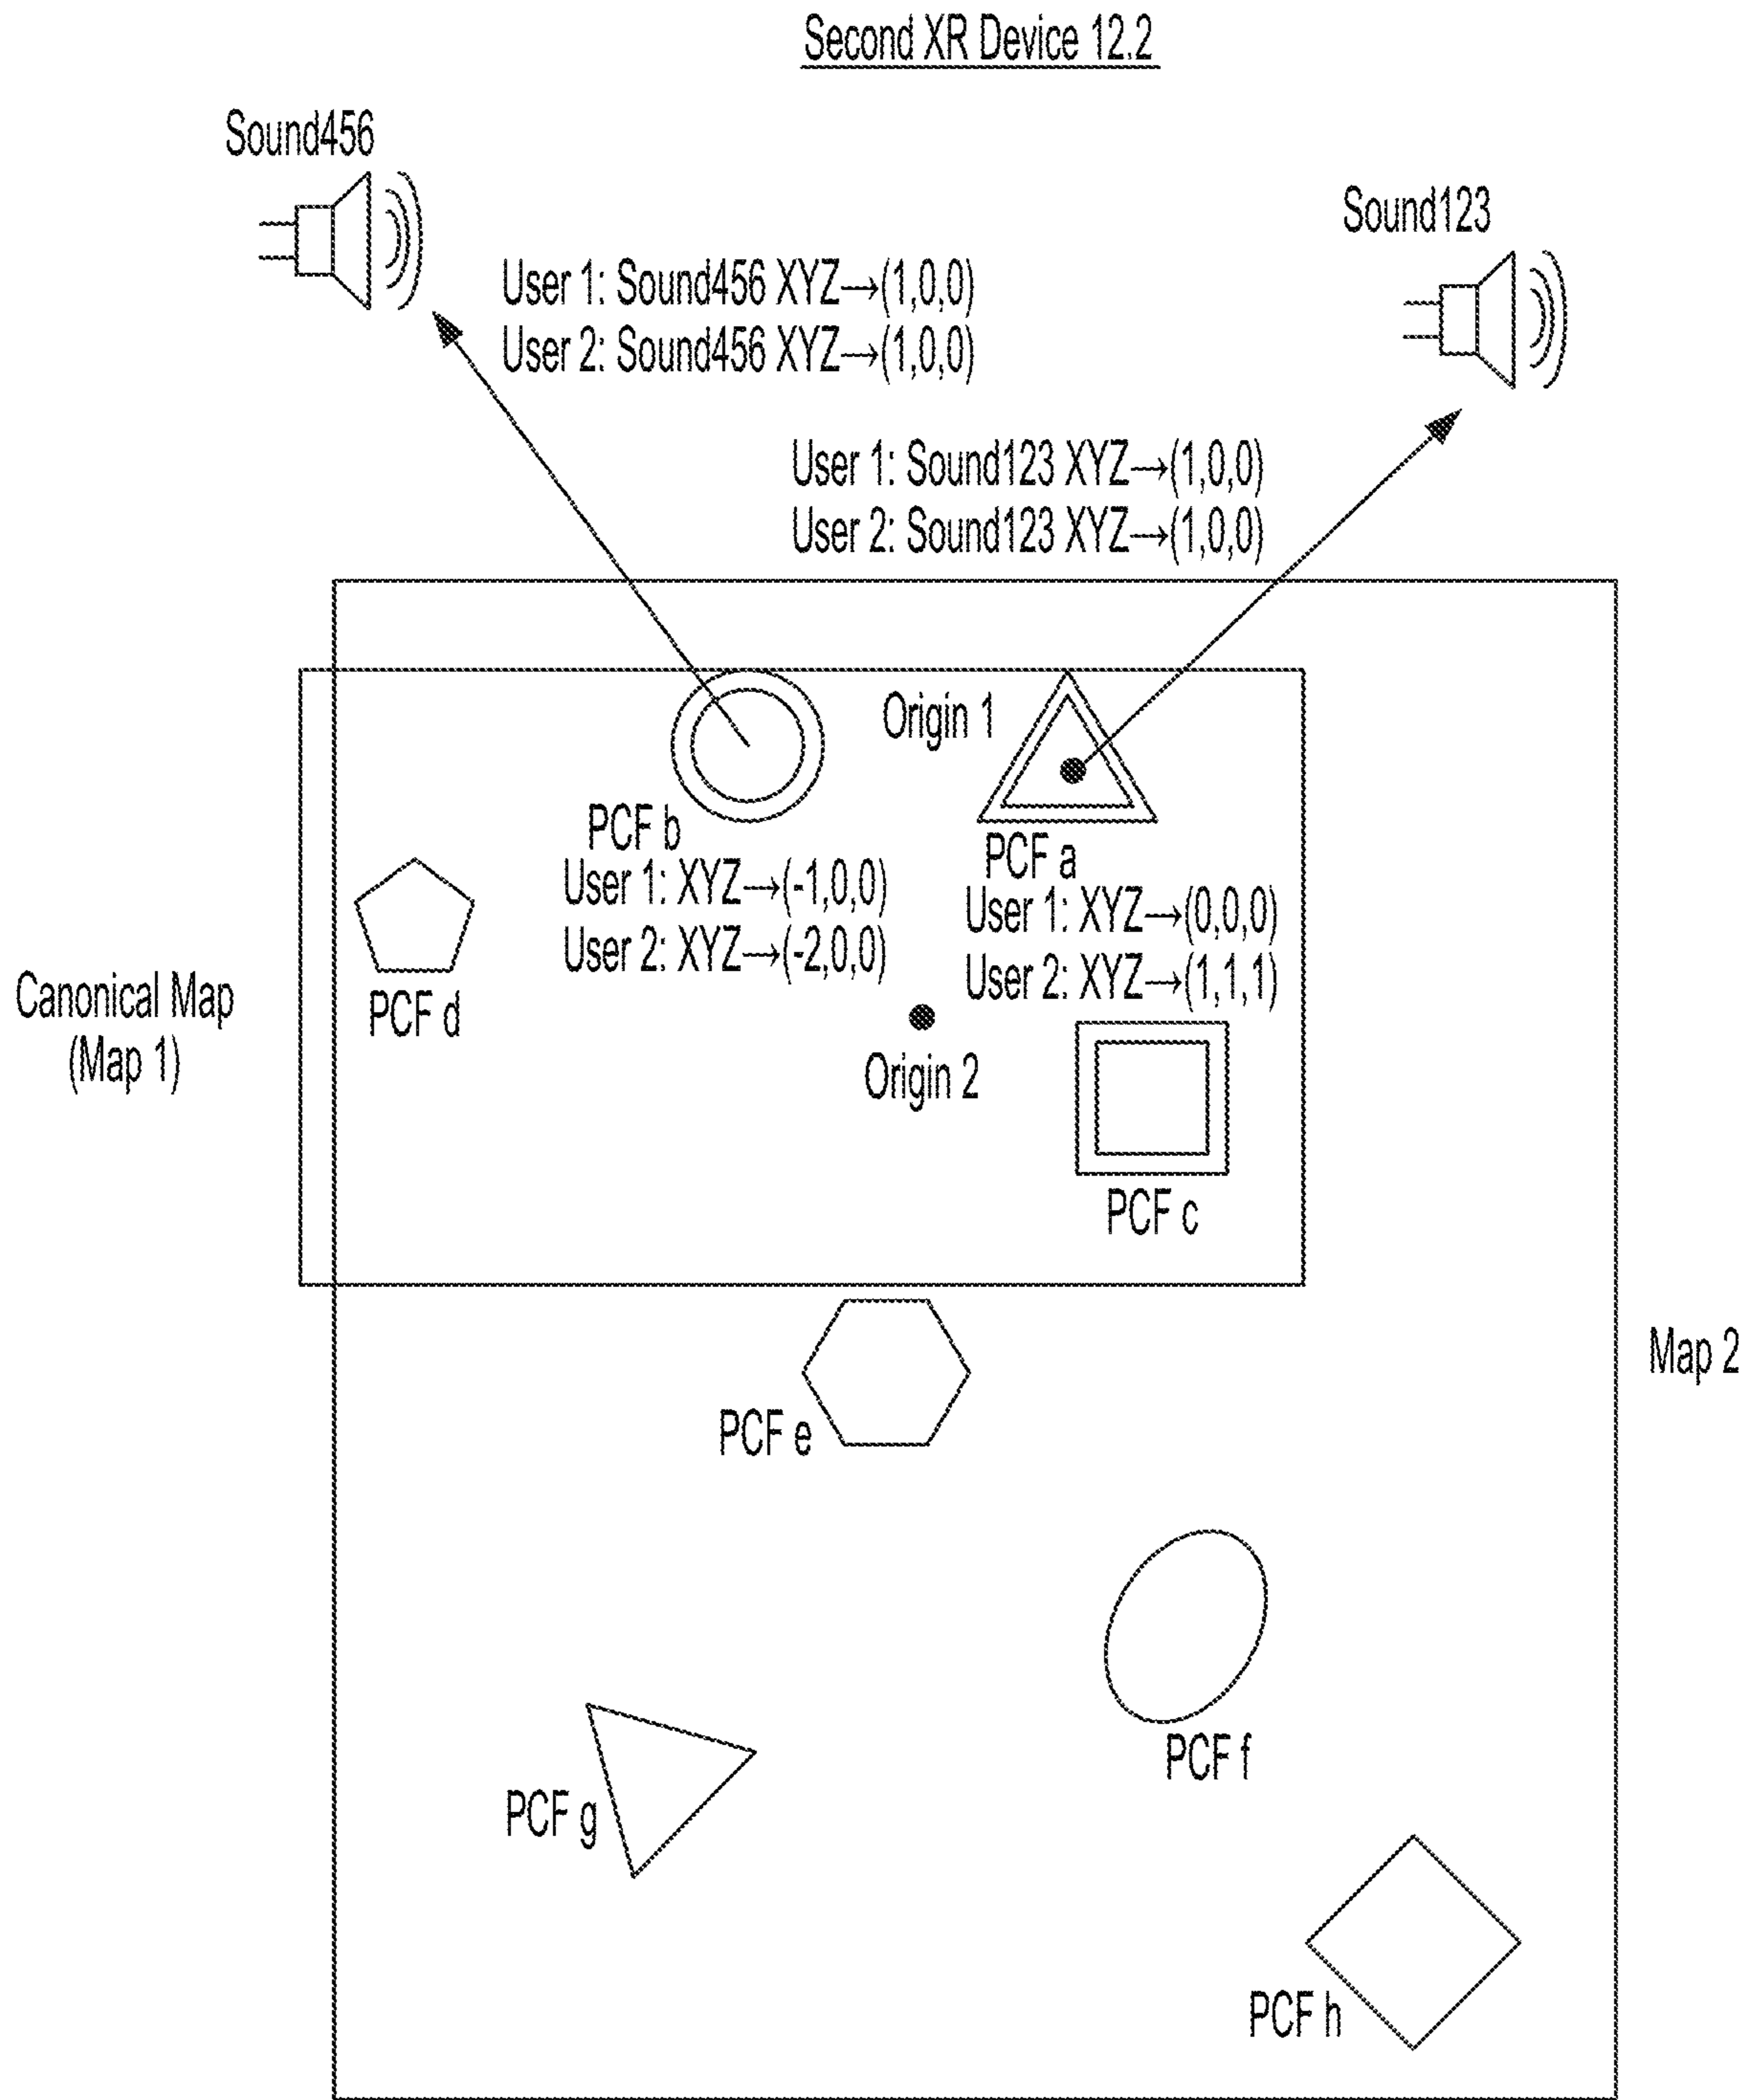 Second XR Device 12.2
Sound456
Sound123
User 1: Sound456 XYZ→(1,0,0)
User 2: Sound456 XYZ→(1,0,0)
User 1: Sound123 XYZ→(1,0,0)
User 2: Sound123 XYZ→(1,0,0)
Origin 1
PCF b
User 1: XYZ→(-1,0,0)
User 2: XYZ→(-2,0,0)
PCF a
User 1: XYZ→(0,0,0)
User 2: XYZ→(1,1,1)
PCF d
Canonical Map
(Map 1)
Origin 2
PCF c
Map 2
PCF e
PCF f
PCF g
PCF h